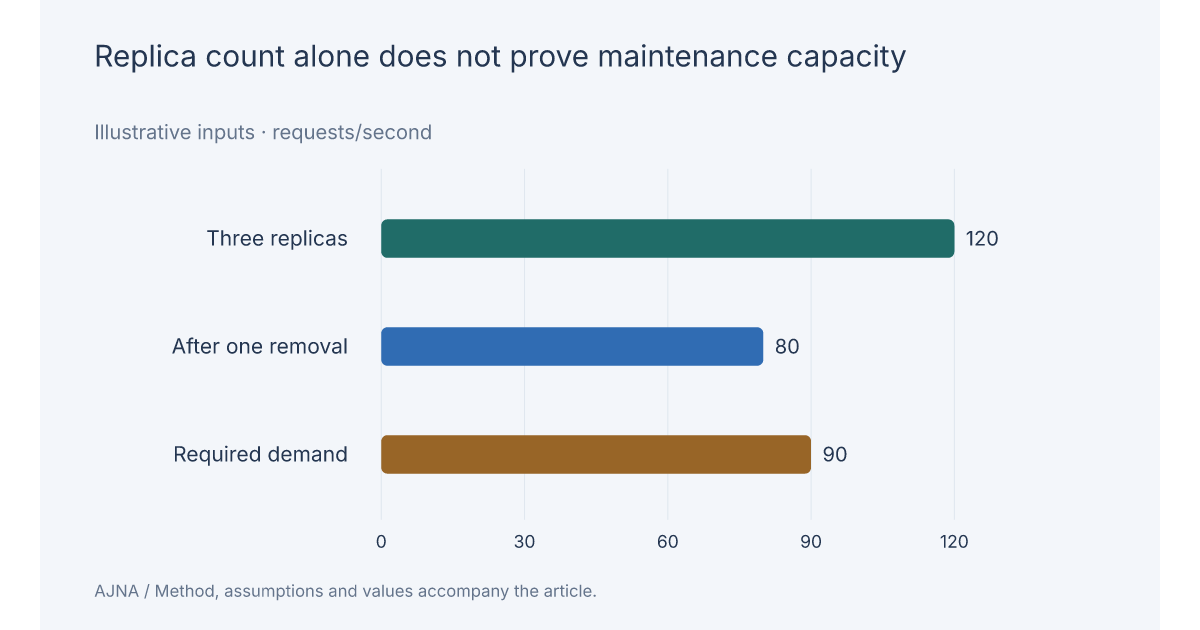 Replica count alone does not prove maintenance capacity
Illustrative inputs · requests/second
Three replicas 120
After one removal 80
Required demand 90
0 30 60 90 120
AJNA / Method, assumptions and values accompany the article.